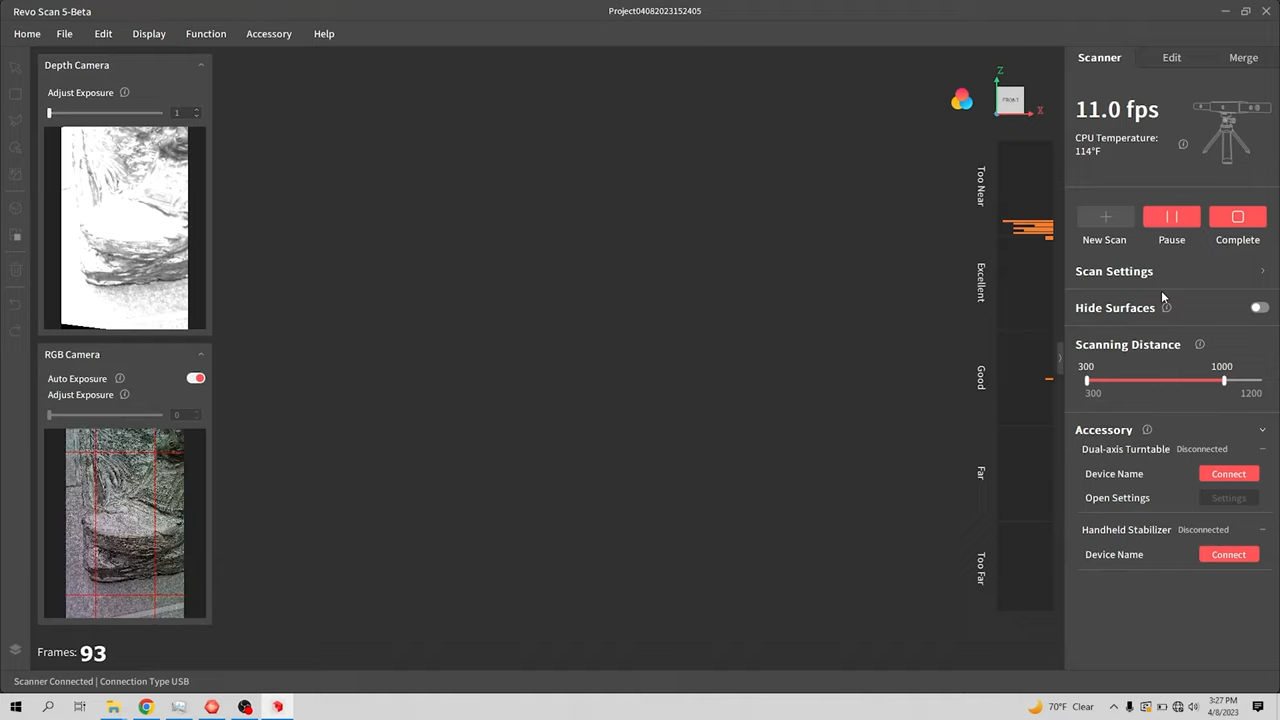 Revo Scan 5-Beta
Project04082023152405
Home File Edit Display Function Accessory Help
Depth Camera
Adjust Exposure
1
RGB Camera
Auto Exposure
Adjust Exposure
0
Frames: 93
Z
FRONT
X
Too Near
Excellent
Good
Far
Too Far
Scanner Edit Merge
11.0 fps
CPU Temperature:
114°F
New Scan Pause Complete
Scan Settings
Hide Surfaces
Scanning Distance
300 1000
300 1200
Accessory
Dual-axis Turntable Disconnected
Device Name Connect
Open Settings Settings
Handheld Stabilizer Disconnected
Device Name Connect
Scanner Connected | Connection Type USB
70°F Clear
3:27 PM
4/8/2023